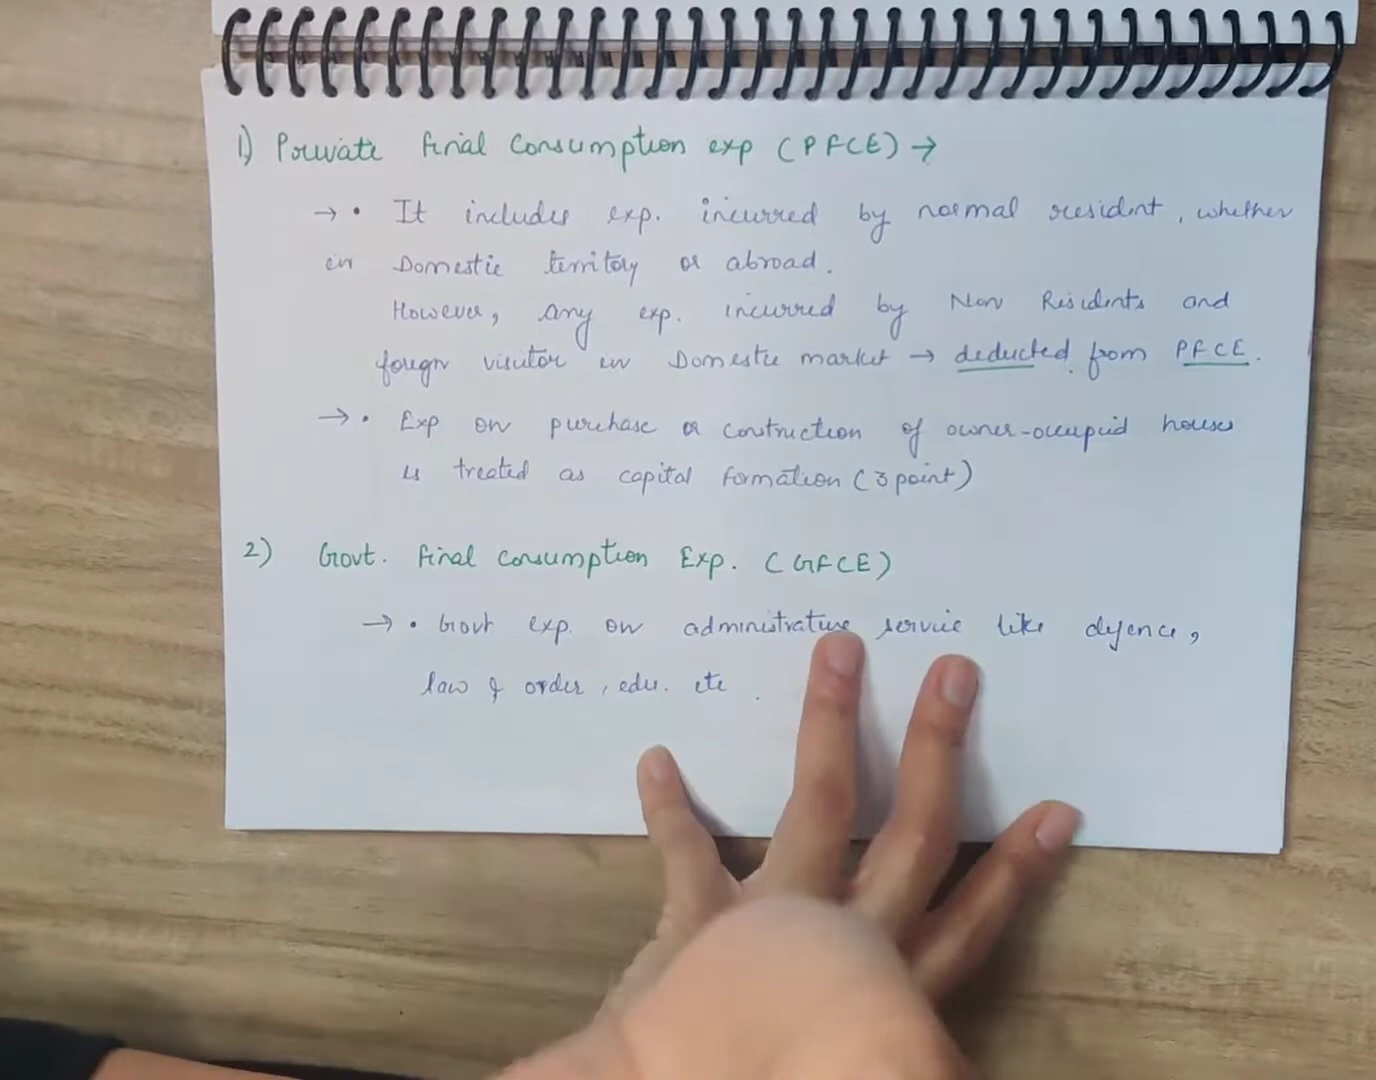 1) Private final Consumption exp (PFCE) →
→ • It includes exp. incurred by normal resident, whether
in Domestic territory or abroad.
However, any exp. incurred by Non Residents and
foreign visitor in Domestic market → deducted from PFCE.
→ • Exp on purchase or contruction of owner-occupied houses
is treated as capital formation (3 point)
2) Govt. final consumption Exp. (GFCE)
→ • Govt exp. on administrative service like defence,
law & order, edu. etc.